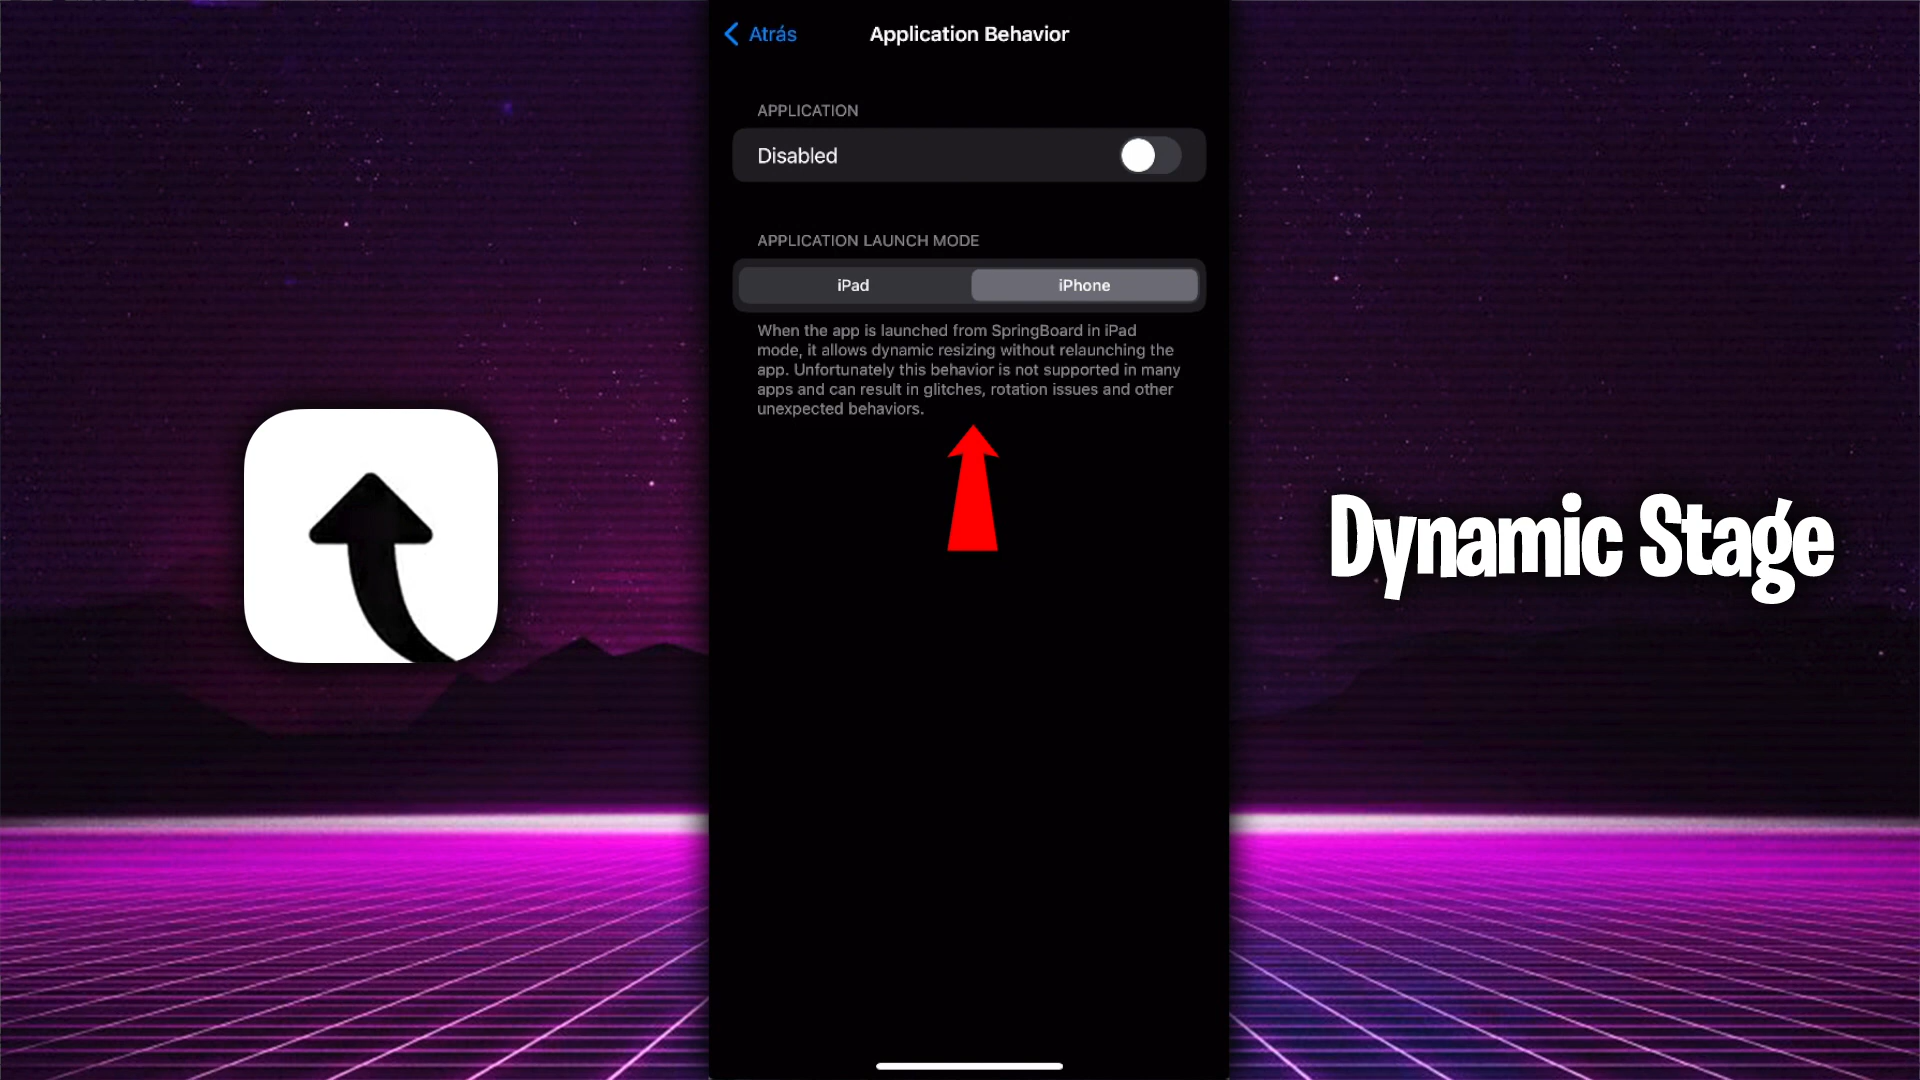 Atrás
Application Behavior
APPLICATION
Disabled
APPLICATION LAUNCH MODE
iPad
iPhone
When the app is launched from SpringBoard in iPad
mode, it allows dynamic resizing without relaunching the
app. Unfortunately this behavior is not supported in many
apps and can result in glitches, rotation issues and other
unexpected behaviors.
Dynamic Stage